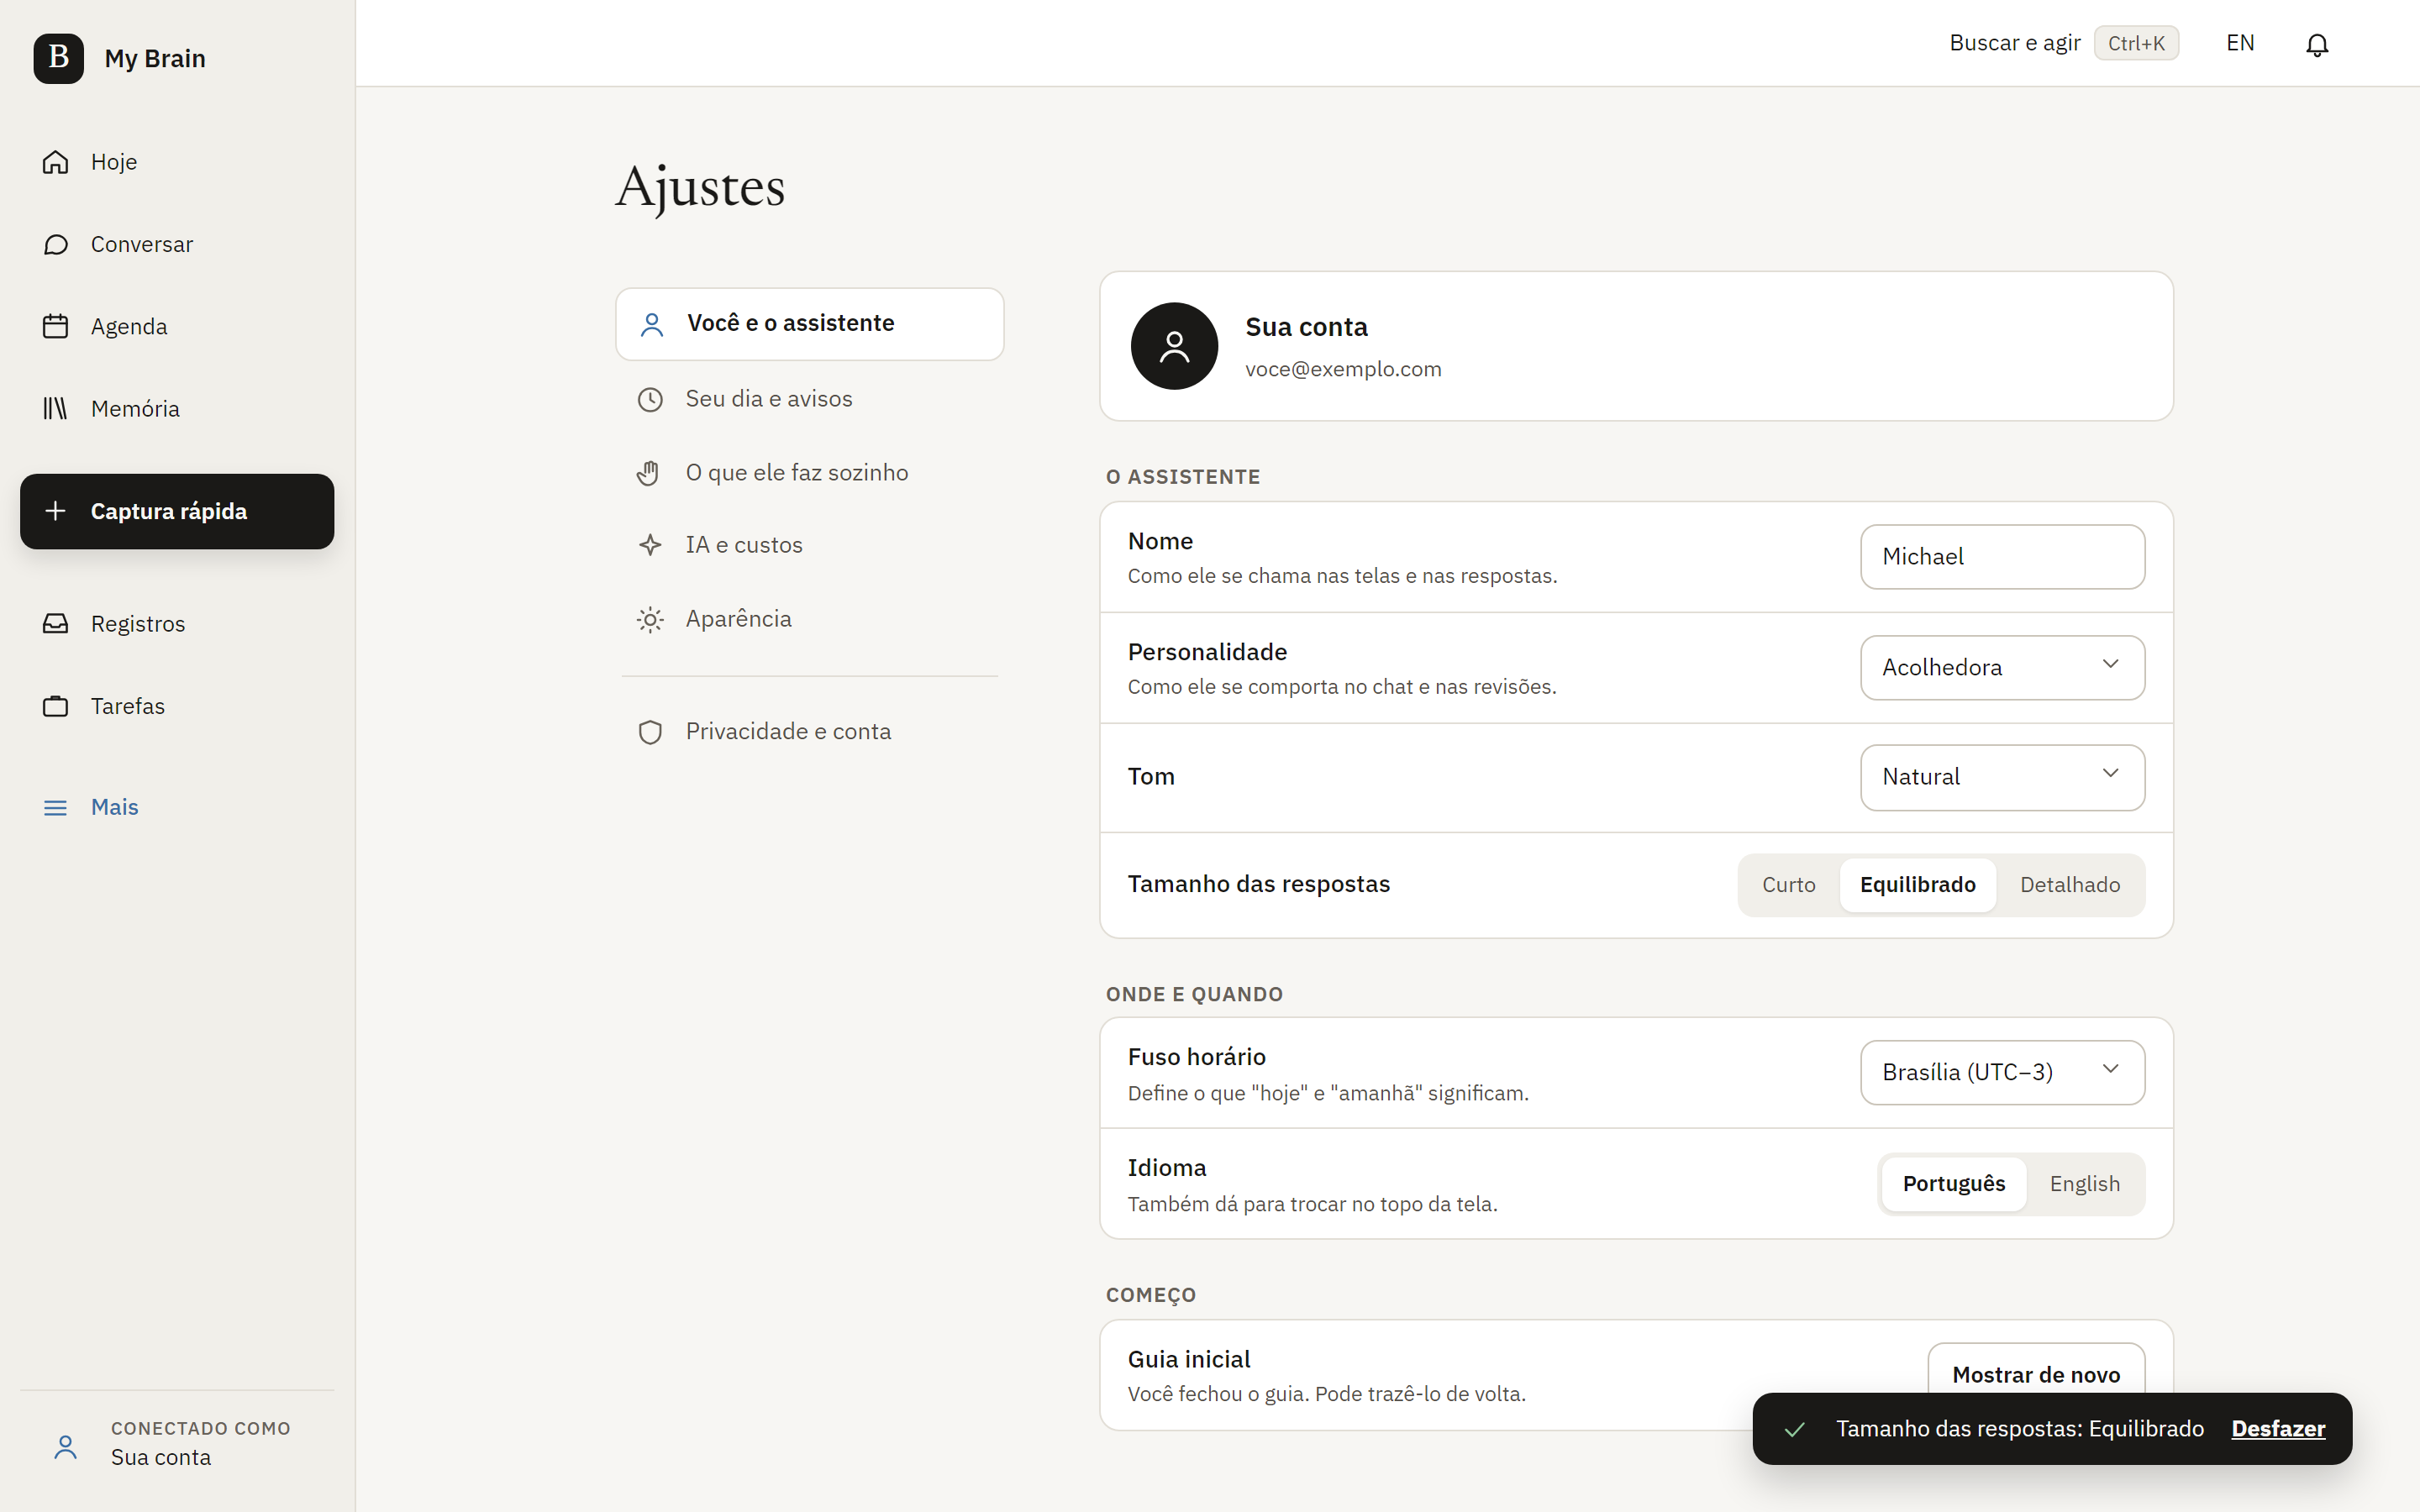 B My Brain
Buscar e agir Ctrl+K EN
Hoje
Conversar
Agenda
Memória
Captura rápida
Registros
Tarefas
Mais
CONECTADO COMO
Sua conta
Ajustes
Você e o assistente
Seu dia e avisos
O que ele faz sozinho
IA e custos
Aparência
Privacidade e conta
Sua conta
voce@exemplo.com
O ASSISTENTE
Nome
Como ele se chama nas telas e nas respostas.
Michael
Personalidade
Como ele se comporta no chat e nas revisões.
Acolhedora
Tom
Natural
Tamanho das respostas
Curto Equilibrado Detalhado
ONDE E QUANDO
Fuso horário
Define o que "hoje" e "amanhã" significam.
Brasília (UTC−3)
Idioma
Também dá para trocar no topo da tela.
Português English
COMEÇO
Guia inicial
Você fechou o guia. Pode trazê-lo de volta.
Mostrar de novo
Tamanho das respostas: Equilibrado Desfazer